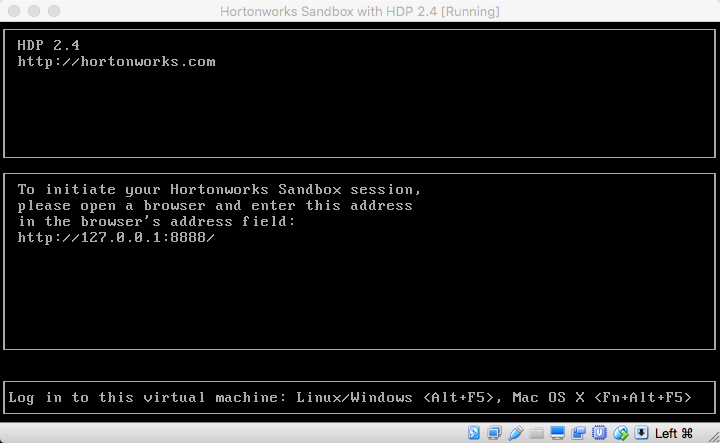 Hortonworks Sandbox with HDP 2.4 [Running]
HDP 2.4
http://hortonworks.com
To initiate your Hortonworks Sandbox session,
please open a browser and enter this address
in the browser's address field:
http://127.0.0.1:8888/
Log in to this virtual machine: Linux/Windows <Alt+F5>, Mac OS X <Fn+Alt+F5>
Left ⌘